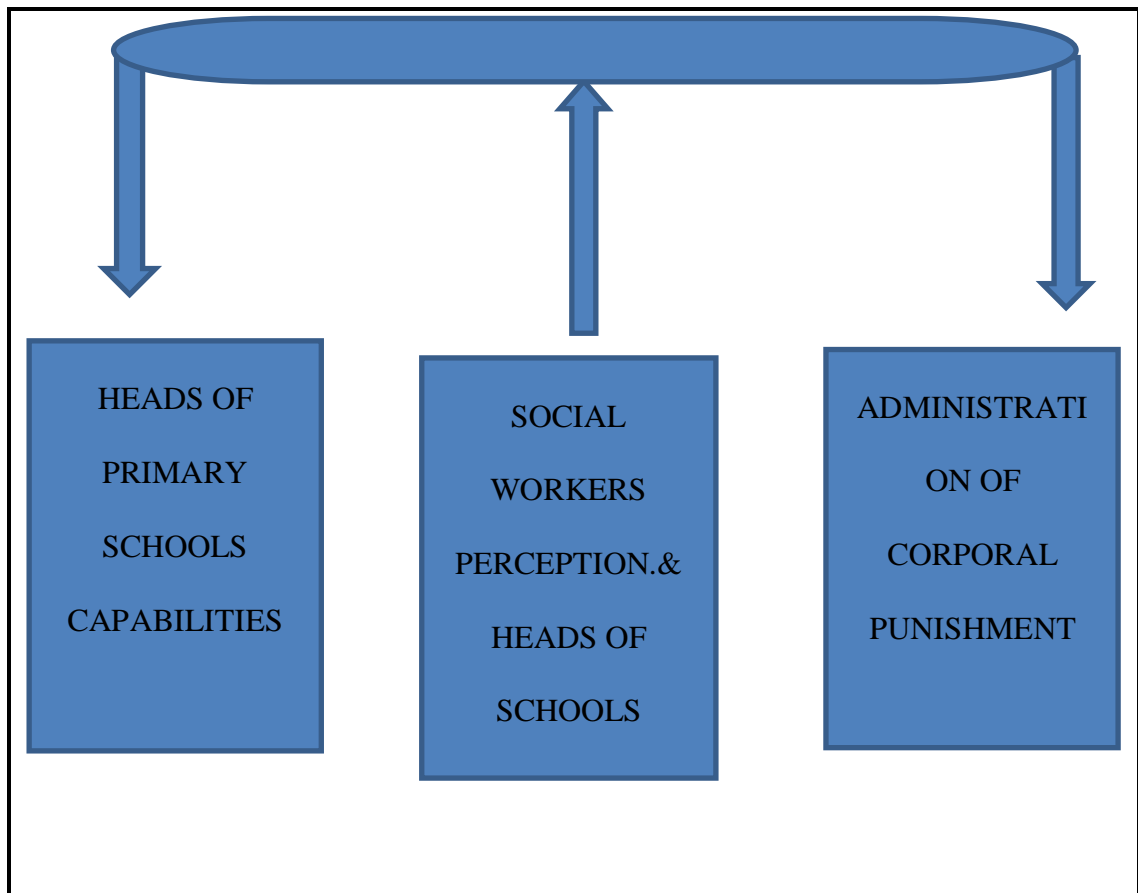 HEADS OF
PRIMARY
SCHOOLS
CAPABILITIES
SOCIAL
WORKERS
PERCEPTION.&
HEADS OF
SCHOOLS
ADMINISTRATI
ON OF
CORPORAL
PUNISHMENT